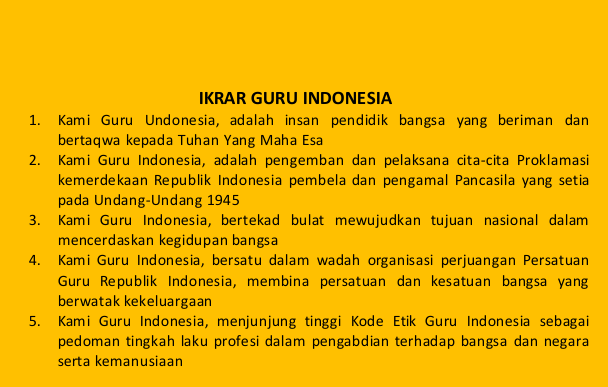 IKRAR GURU INDONESIA
1. Kami Guru Undonesia, adalah insan pendidik bangsa yang beriman dan
bertaqwa kepada Tuhan Yang Maha Esa
2. Kami Guru Indonesia, adalah pengemban dan pelaksana cita-cita Proklamasi
kemerdekaan Republik Indonesia pembela dan pengamal Pancasila yang setia
pada Undang-Undang 1945
3. Kami Guru Indonesia, bertekad bulat mewujudkan tujuan nasional dalam
mencerdaskan kegidupan bangsa
4. Kami Guru Indonesia, bersatu dalam wadah organisasi perjuangan Persatuan
Guru Republik Indonesia, membina persatuan dan kesatuan bangsa yang
berwatak kekeluargaan
5. Kami Guru Indonesia, menjunjung tinggi Kode Etik Guru Indonesia sebagai
pedoman tingkah laku profesi dalam pengabdian terhadap bangsa dan negara
serta kemanusiaan